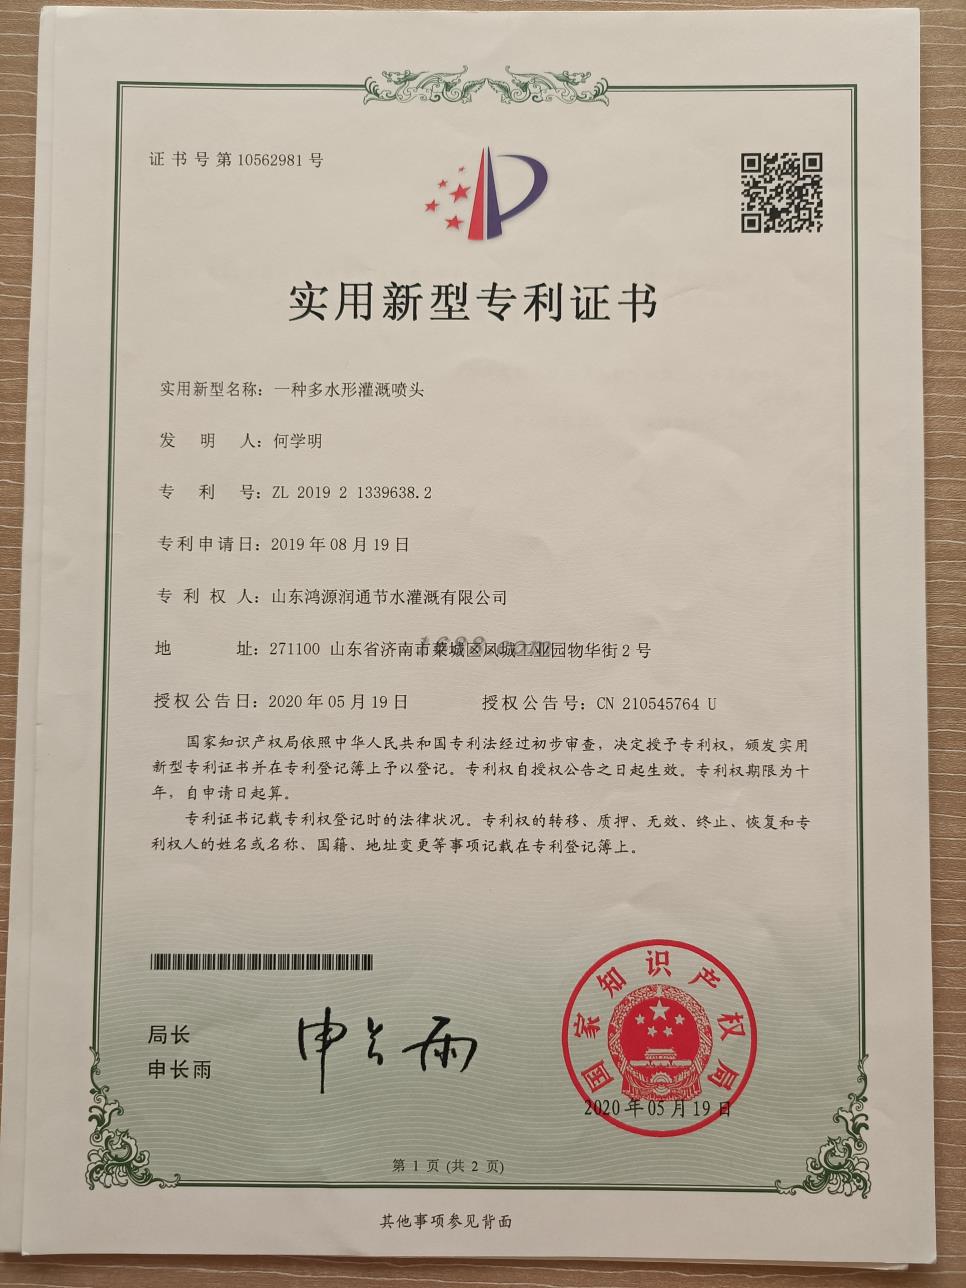 证书号第10562981号
实用新型专利证书
实用新型名称：一种多水形灌溉喷头
发明人：何学明
专利号：ZL 2019 2 1339638.2
专利申请日：2019年08月19日
专利权人：山东鸿源润通节水灌溉有限公司
地址：271100 山东省济南市莱城区凤城工业园物华街2号
1688.com
授权公告日：2020年05月19日 授权公告号：CN 210545764 U
国家知识产权局依照中华人民共和国专利法经过初步审查，决定授予专利权，颁发实用
新型专利证书并在专利登记簿上予以登记。专利权自授权公告之日起生效。专利权期限为十
年，自申请日起算。
专利证书记载专利权登记时的法律状况。专利权的转移、质押、无效、终止、恢复和专
利权人的姓名或名称、国籍、地址变更等事项记载在专利登记簿上。
局长
申长雨
申长雨
国家知识产权局
2020年05月19日
第1页(共2页)
其他事项参见背面